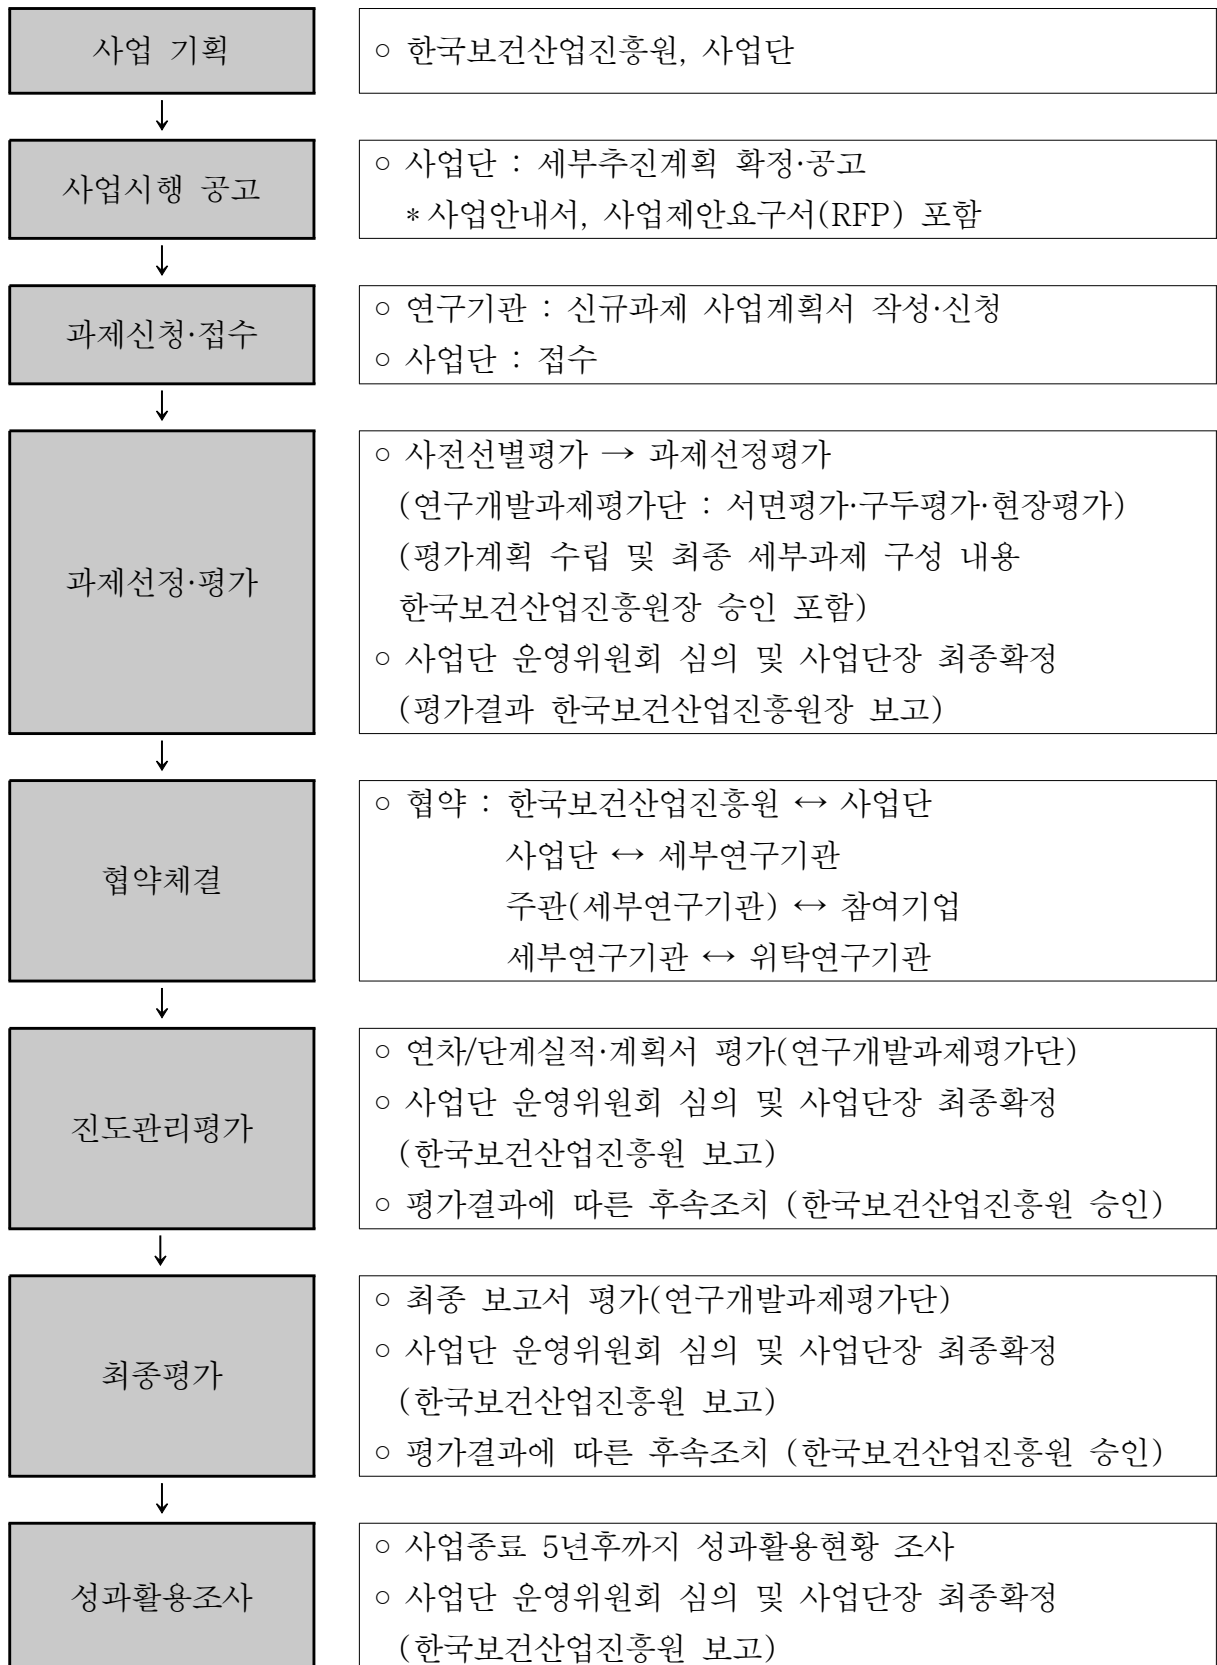 사업 기획
○ 한국보건산업진흥원, 사업단
↓
사업시행 공고
○ 사업단 : 세부추진계획 확정·공고
* 사업안내서, 사업제안요구서(RFP) 포함
↓
과제신청·접수
○ 연구기관 : 신규과제 사업계획서 작성·신청
○ 사업단 : 접수
↓
과제선정·평가
○ 사전선별평가 → 과제선정평가
(연구개발과제평가단 : 서면평가·구두평가·현장평가)
(평가계획 수립 및 최종 세부과제 구성 내용
한국보건산업진흥원장 승인 포함)
○ 사업단 운영위원회 심의 및 사업단장 최종확정
(평가결과 한국보건산업진흥원장 보고)
↓
협약체결
○ 협약 : 한국보건산업진흥원 ↔ 사업단
사업단 ↔ 세부연구기관
주관(세부연구기관) ↔ 참여기업
세부연구기관 ↔ 위탁연구기관
↓
진도관리평가
○ 연차/단계실적·계획서 평가(연구개발과제평가단)
○ 사업단 운영위원회 심의 및 사업단장 최종확정
(한국보건산업진흥원 보고)
○ 평가결과에 따른 후속조치 (한국보건산업진흥원 승인)
↓
최종평가
○ 최종 보고서 평가(연구개발과제평가단)
○ 사업단 운영위원회 심의 및 사업단장 최종확정
(한국보건산업진흥원 보고)
○ 평가결과에 따른 후속조치 (한국보건산업진흥원 승인)
↓
성과활용조사
○ 사업종료 5년후까지 성과활용현황 조사
○ 사업단 운영위원회 심의 및 사업단장 최종확정
(한국보건산업진흥원 보고)